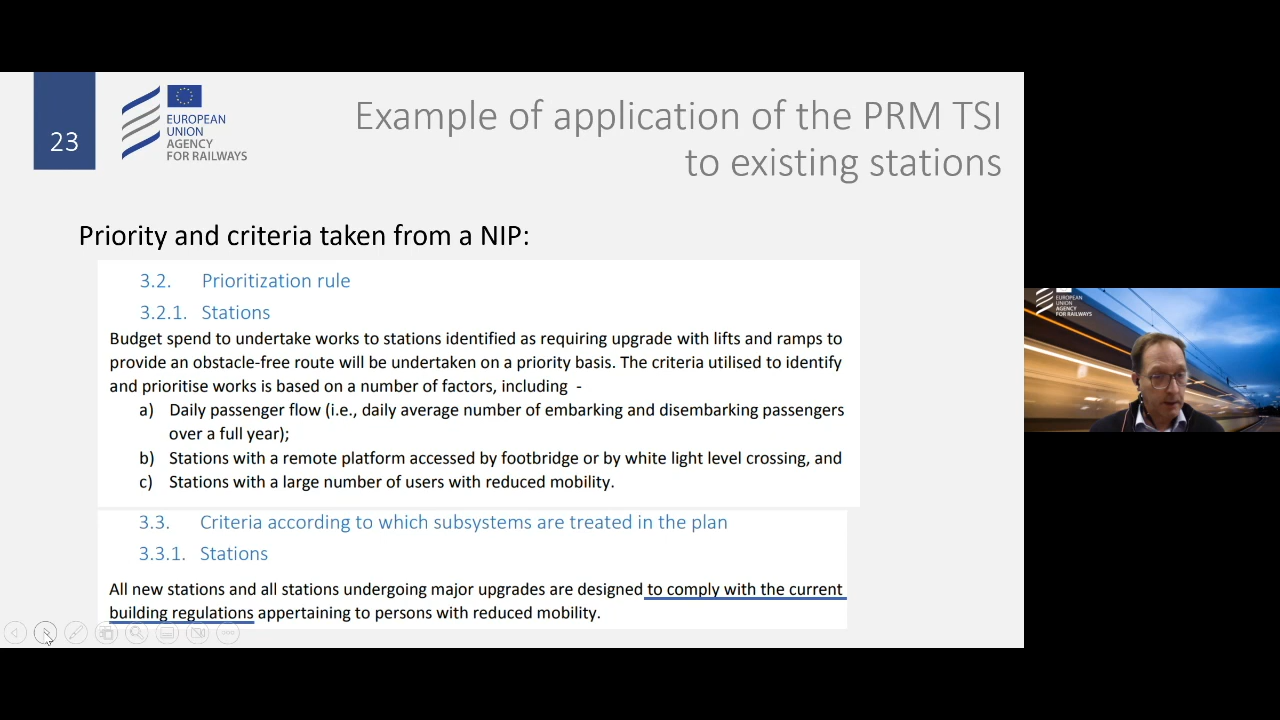 23
EUROPEAN
UNION
AGENCY
FOR RAILWAYS
Example of application of the PRM TSI
to existing stations
Priority and criteria taken from a NIP:
3.2. Prioritization rule
3.2.1. Stations
Budget spend to undertake works to stations identified as requiring upgrade with lifts and ramps to
provide an obstacle-free route will be undertaken on a priority basis. The criteria utilised to identify
and prioritise works is based on a number of factors, including -
a) Daily passenger flow (i.e., daily average number of embarking and disembarking passengers
over a full year);
b) Stations with a remote platform accessed by footbridge or by white light level crossing, and
c) Stations with a large number of users with reduced mobility.
3.3. Criteria according to which subsystems are treated in the plan
3.3.1. Stations
All new stations and all stations undergoing major upgrades are designed to comply with the current
building regulations appertaining to persons with reduced mobility.
EUROPEAN
UNION
AGENCY
FOR RAILWAYS